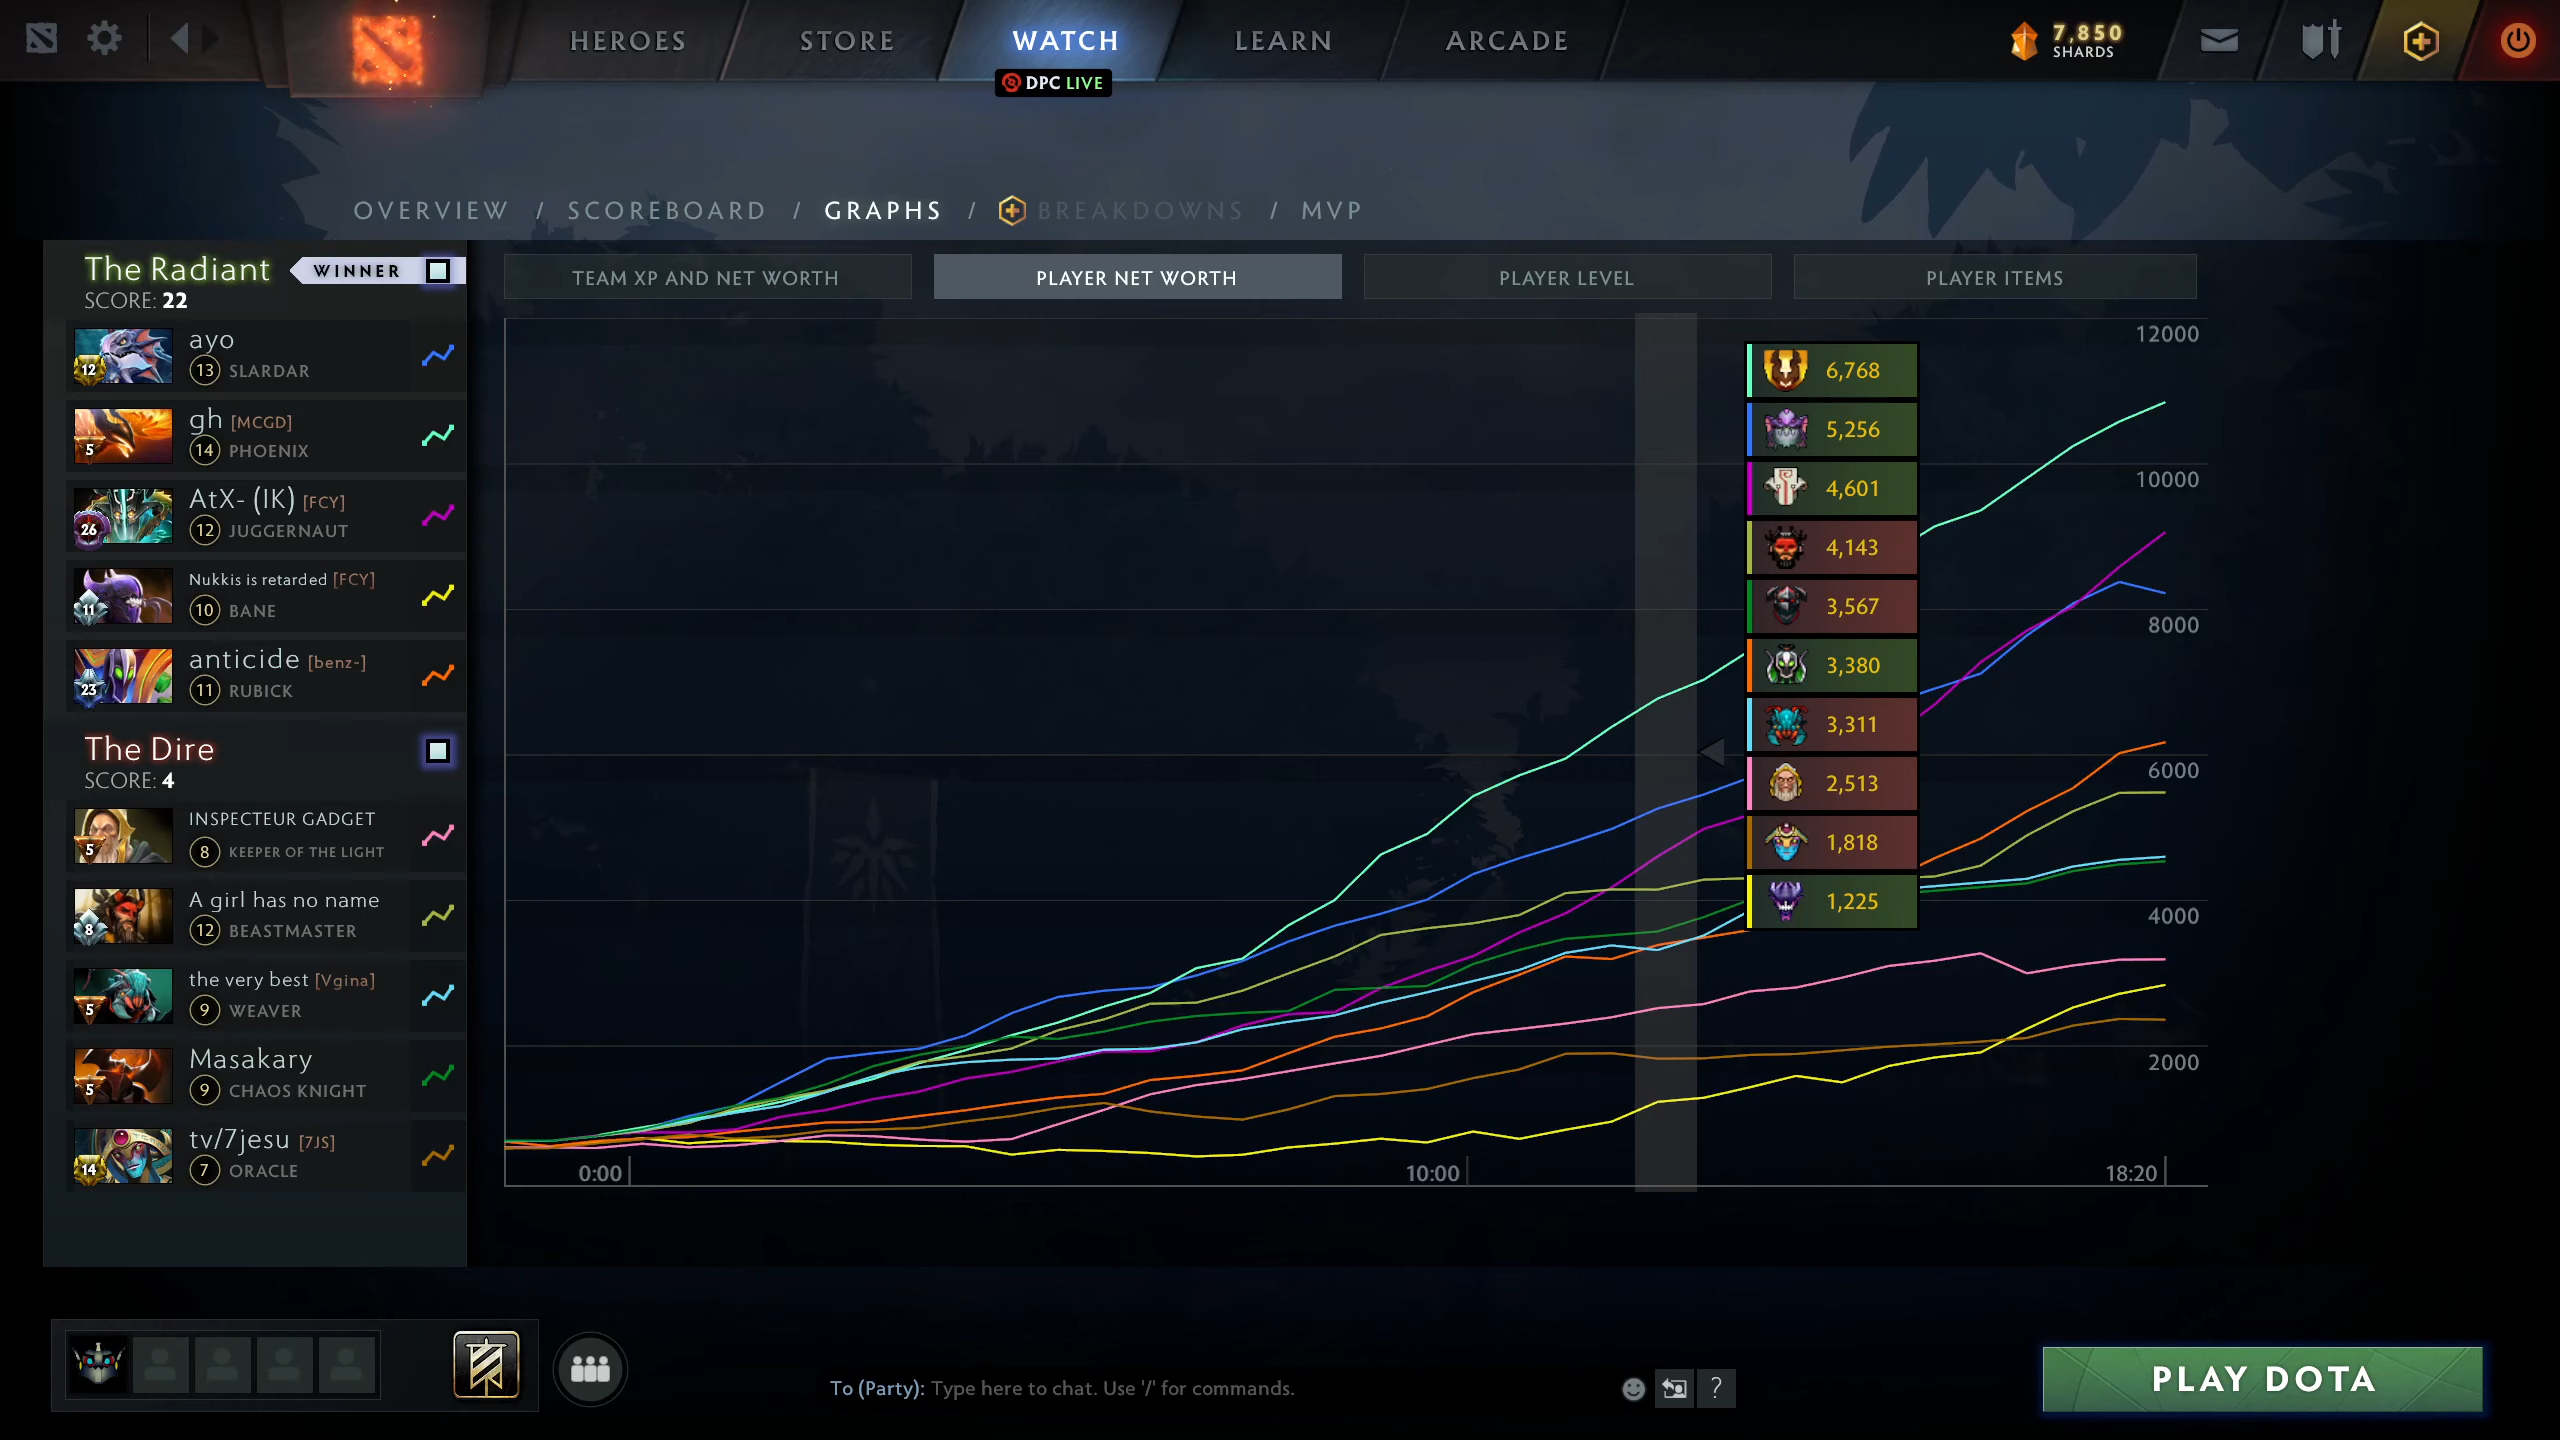 HEROES
STORE
WATCH
LEARN
ARCADE
7,850
SHARDS
DPC LIVE
OVERVIEW / SCOREBOARD / GRAPHS / BREAKDOWNS / MVP
The Radiant
WINNER
SCORE: 22
12
ayo
13 SLARDAR
5
gh [MCGD]
14 PHOENIX
26
AtX- (IK) [FCY]
12 JUGGERNAUT
11
Nukkis is retarded [FCY]
10 BANE
23
anticide [benz-]
11 RUBICK
The Dire
SCORE: 4
5
INSPECTEUR GADGET
8 KEEPER OF THE LIGHT
8
A girl has no name
12 BEASTMASTER
5
the very best [Vgina]
9 WEAVER
5
Masakary
9 CHAOS KNIGHT
14
tv/7jesu [7JS]
7 ORACLE
TEAM XP AND NET WORTH
PLAYER NET WORTH
PLAYER LEVEL
PLAYER ITEMS
12000
10000
8000
6000
4000
2000
6,768
5,256
4,601
4,143
3,567
3,380
3,311
2,513
1,818
1,225
0:00
10:00
18:20
To (Party): Type here to chat. Use '/' for commands.
?
PLAY DOTA